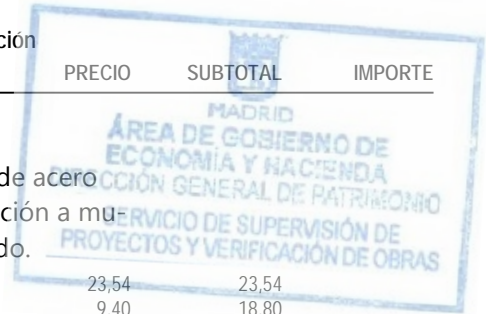 ción
PRECIO SUBTOTAL IMPORTE
MADRID
ÁREA DE GOBIERNO DE
ECONOMÍA Y HACIENDA
de acero
DIRECCIÓN GENERAL DE PATRIMONIO
ción a mu-
SERVICIO DE SUPERVISIÓN DE
do.
PROYECTOS Y VERIFICACIÓN DE OBRAS
23,54 23,54
9,40 18,80